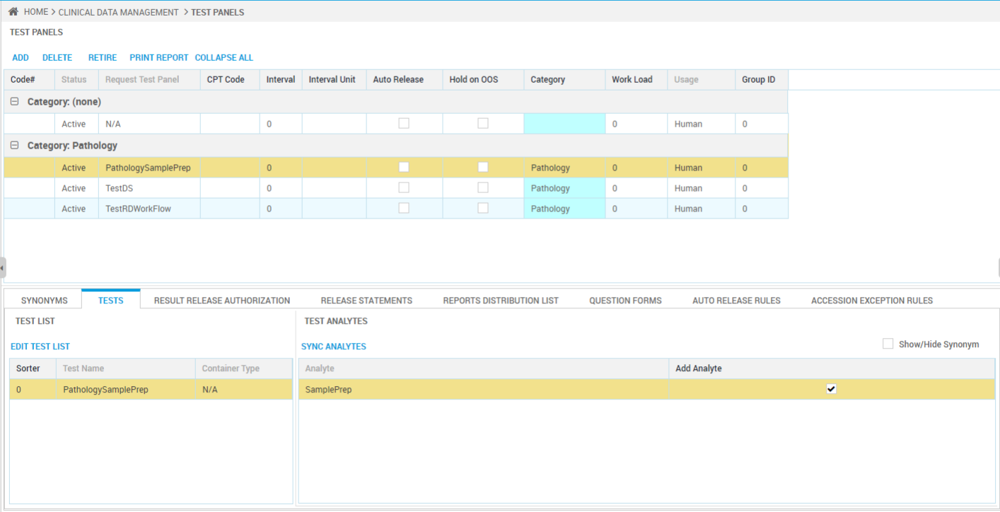 HOME > CLINICAL DATA MANAGEMENT > TEST PANELS
TEST PANELS
ADD DELETE RETIRE PRINT REPORT COLLAPSE ALL
Code# Status Request Test Panel CPT Code Interval Interval Unit Auto Release Hold on OOS Category Work Load Usage Group ID
Category: (none)
Active N/A 0 0 Human 0
Category: Pathology
Active PathologySamplePrep 0 Pathology 0 Human 0
Active TestDS 0 Pathology 0 Human 0
Active TestRDWorkFlow 0 Pathology 0 Human 0
SYNONYMS TESTS RESULT RELEASE AUTHORIZATION RELEASE STATEMENTS REPORTS DISTRIBUTION LIST QUESTION FORMS AUTO RELEASE RULES ACCESSION EXCEPTION RULES
TEST LIST
EDIT TEST LIST
Sorter Test Name Container Type
0 PathologySamplePrep N/A
TEST ANALYTES
SYNC ANALYTES Show/Hide Synonym
Analyte Add Analyte
SamplePrep